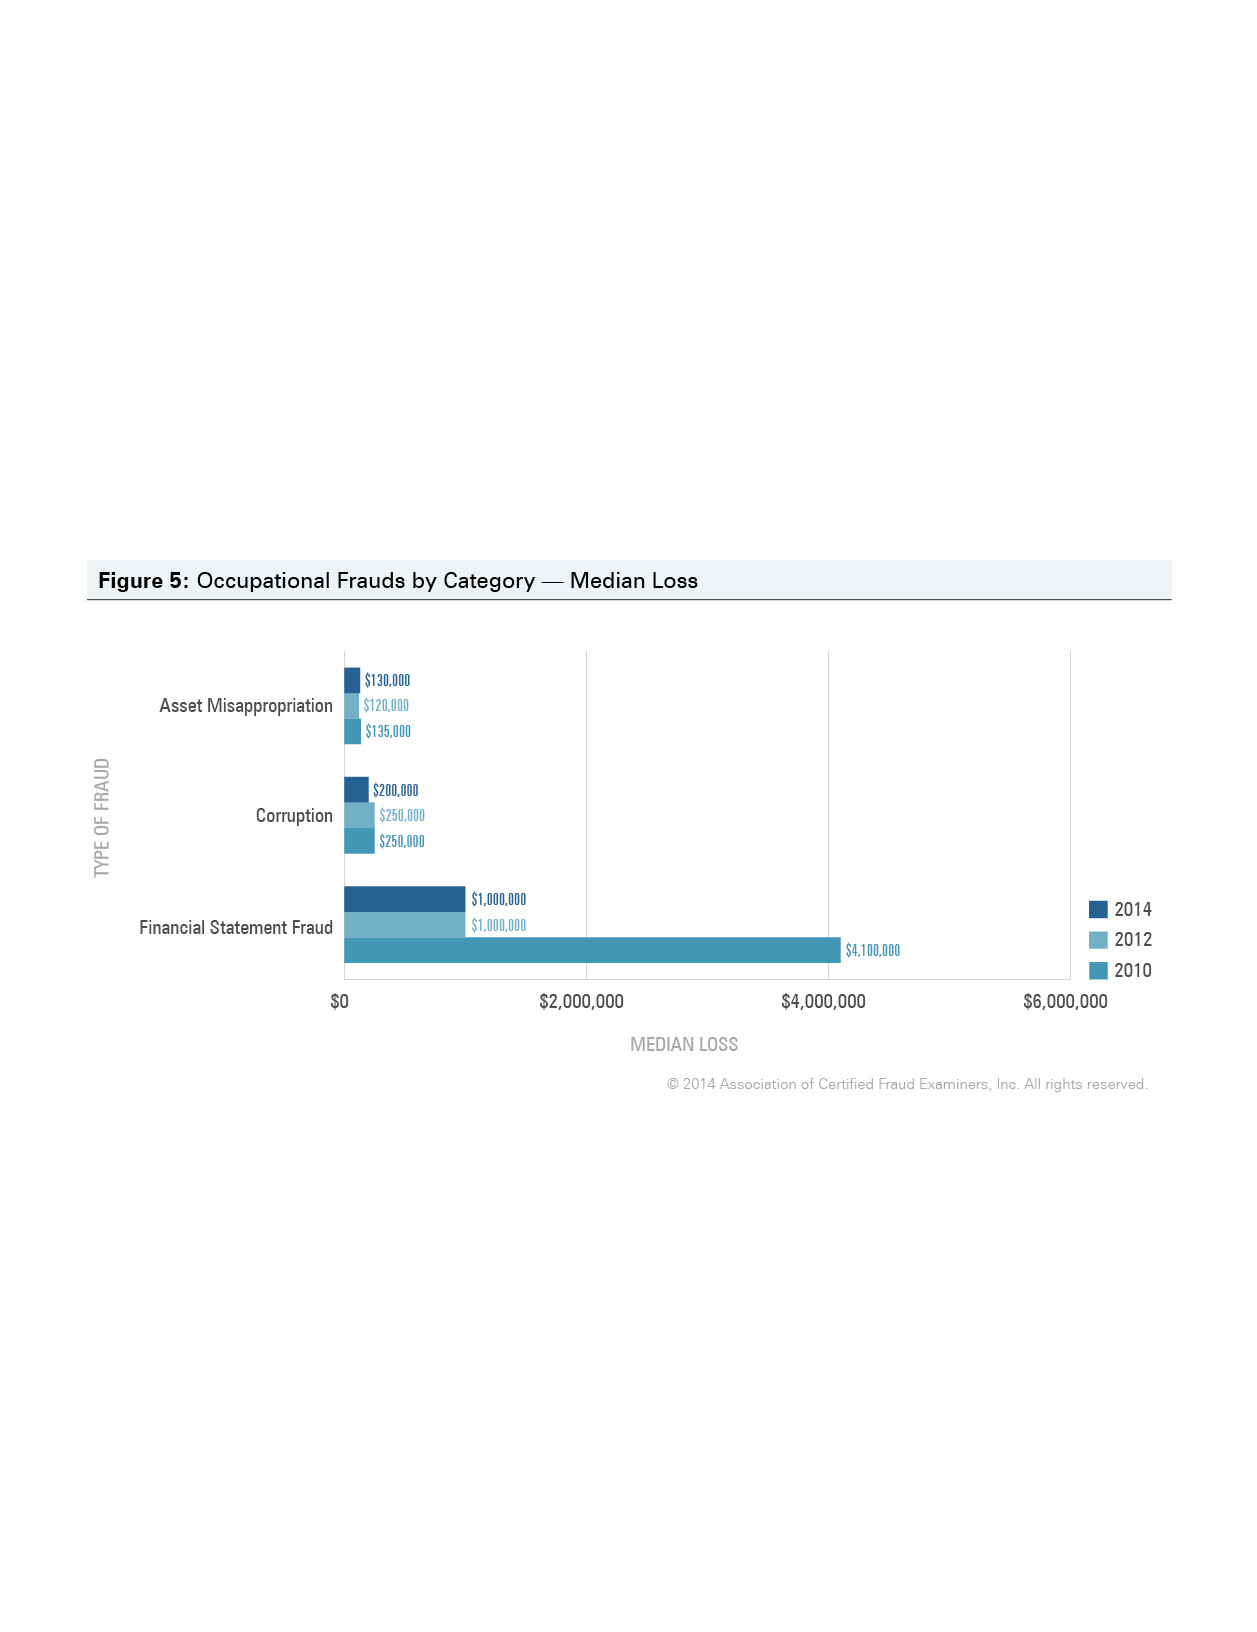 Figure 5: Occupational Frauds by Category — Median Loss
TYPE OF FRAUD
Asset Misappropriation
$130,000
$120,000
$135,000
Corruption
$200,000
$250,000
$250,000
Financial Statement Fraud
$1,000,000
$1,000,000
$4,100,000
2014
2012
2010
$0 $2,000,000 $4,000,000 $6,000,000
MEDIAN LOSS
© 2014 Association of Certified Fraud Examiners, Inc. All rights reserved.